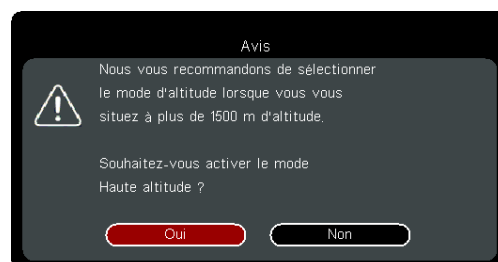 Avis
Nous vous recommandons de sélectionner
le mode d'altitude lorsque vous vous
situez à plus de 1500 m d'altitude.
Souhaitez-vous activer le mode
Haute altitude ?
Oui
Non